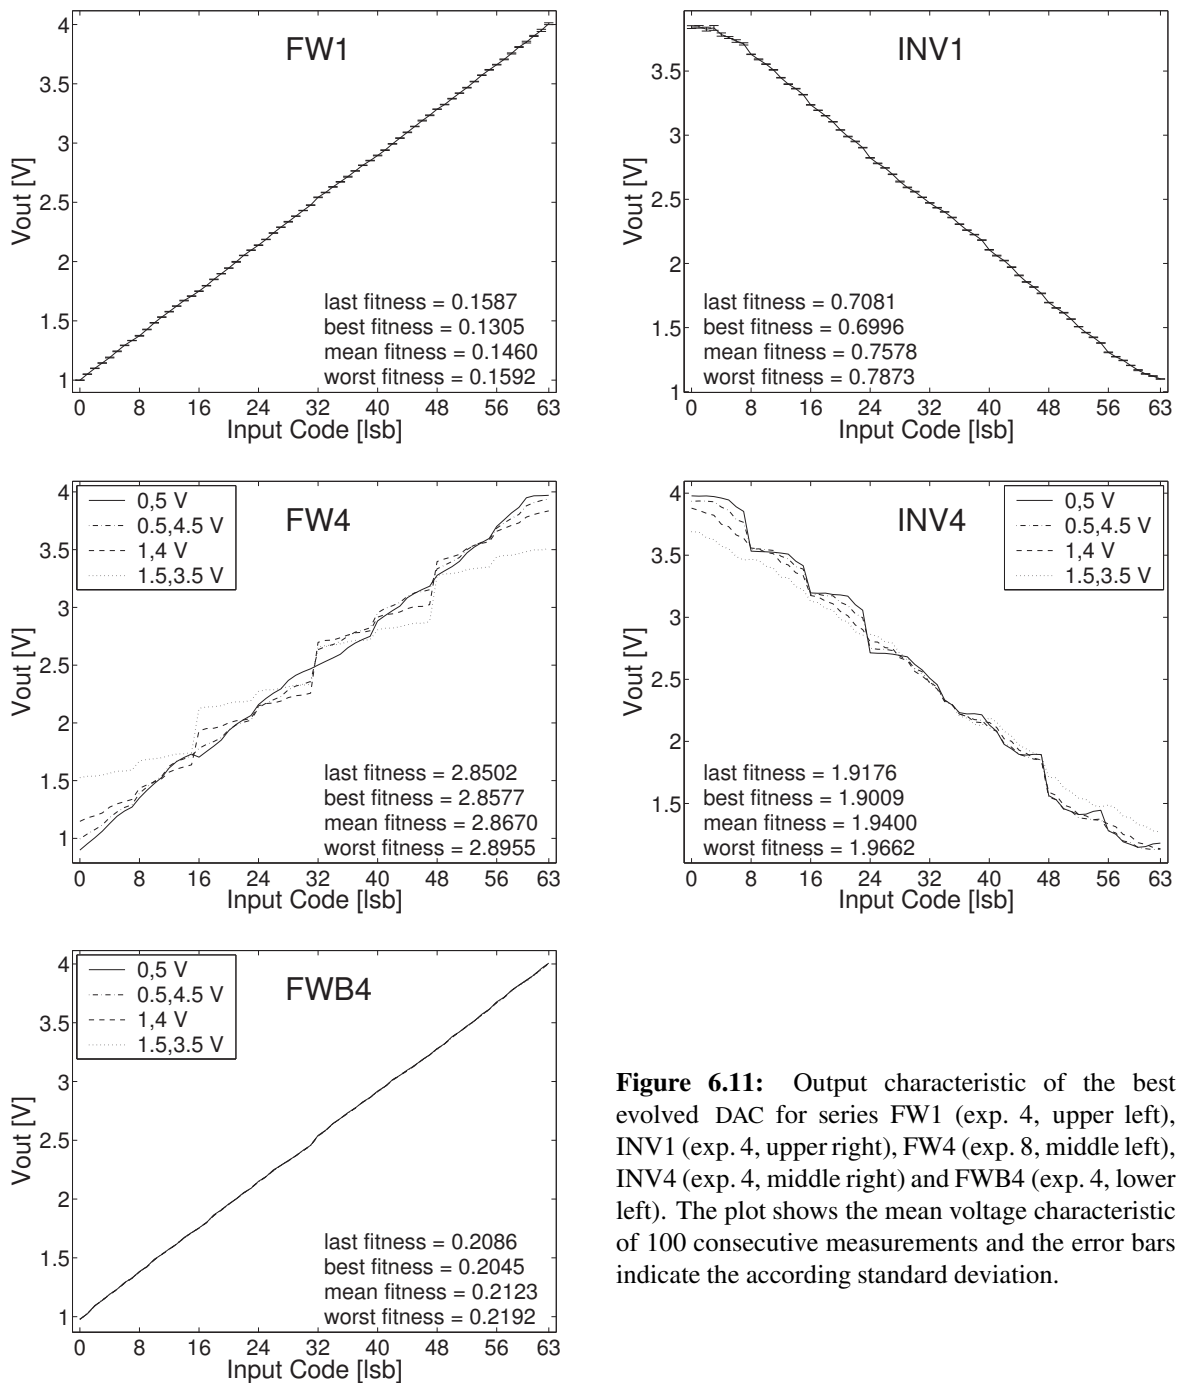 FW1
4
3.5
3
2.5
2
1.5
1
Vout [V]
last fitness = 0.1587
best fitness = 0.1305
mean fitness = 0.1460
worst fitness = 0.1592
0 8 16 24 32 40 48 56 63
Input Code [lsb]
INV1
3.5
3
2.5
2
1.5
1
Vout [V]
last fitness = 0.7081
best fitness = 0.6996
mean fitness = 0.7578
worst fitness = 0.7873
0 8 16 24 32 40 48 56 63
Input Code [lsb]
FW4
0,5 V
0.5,4.5 V
1,4 V
1.5,3.5 V
4
3.5
3
2.5
2
1.5
1
Vout [V]
last fitness = 2.8502
best fitness = 2.8577
mean fitness = 2.8670
worst fitness = 2.8955
0 8 16 24 32 40 48 56 63
Input Code [lsb]
INV4
0,5 V
0.5,4.5 V
1,4 V
1.5,3.5 V
4
3.5
3
2.5
2
1.5
Vout [V]
last fitness = 1.9176
best fitness = 1.9009
mean fitness = 1.9400
worst fitness = 1.9662
0 8 16 24 32 40 48 56 63
Input Code [lsb]
FWB4
0,5 V
0.5,4.5 V
1,4 V
1.5,3.5 V
4
3.5
3
2.5
2
1.5
1
Vout [V]
last fitness = 0.2086
best fitness = 0.2045
mean fitness = 0.2123
worst fitness = 0.2192
0 8 16 24 32 40 48 56 63
Input Code [lsb]
Figure 6.11: Output characteristic of the best
evolved DAC for series FW1 (exp. 4, upper left),
INV1 (exp. 4, upper right), FW4 (exp. 8, middle left),
INV4 (exp. 4, middle right) and FWB4 (exp. 4, lower
left). The plot shows the mean voltage characteristic
of 100 consecutive measurements and the error bars
indicate the according standard deviation.